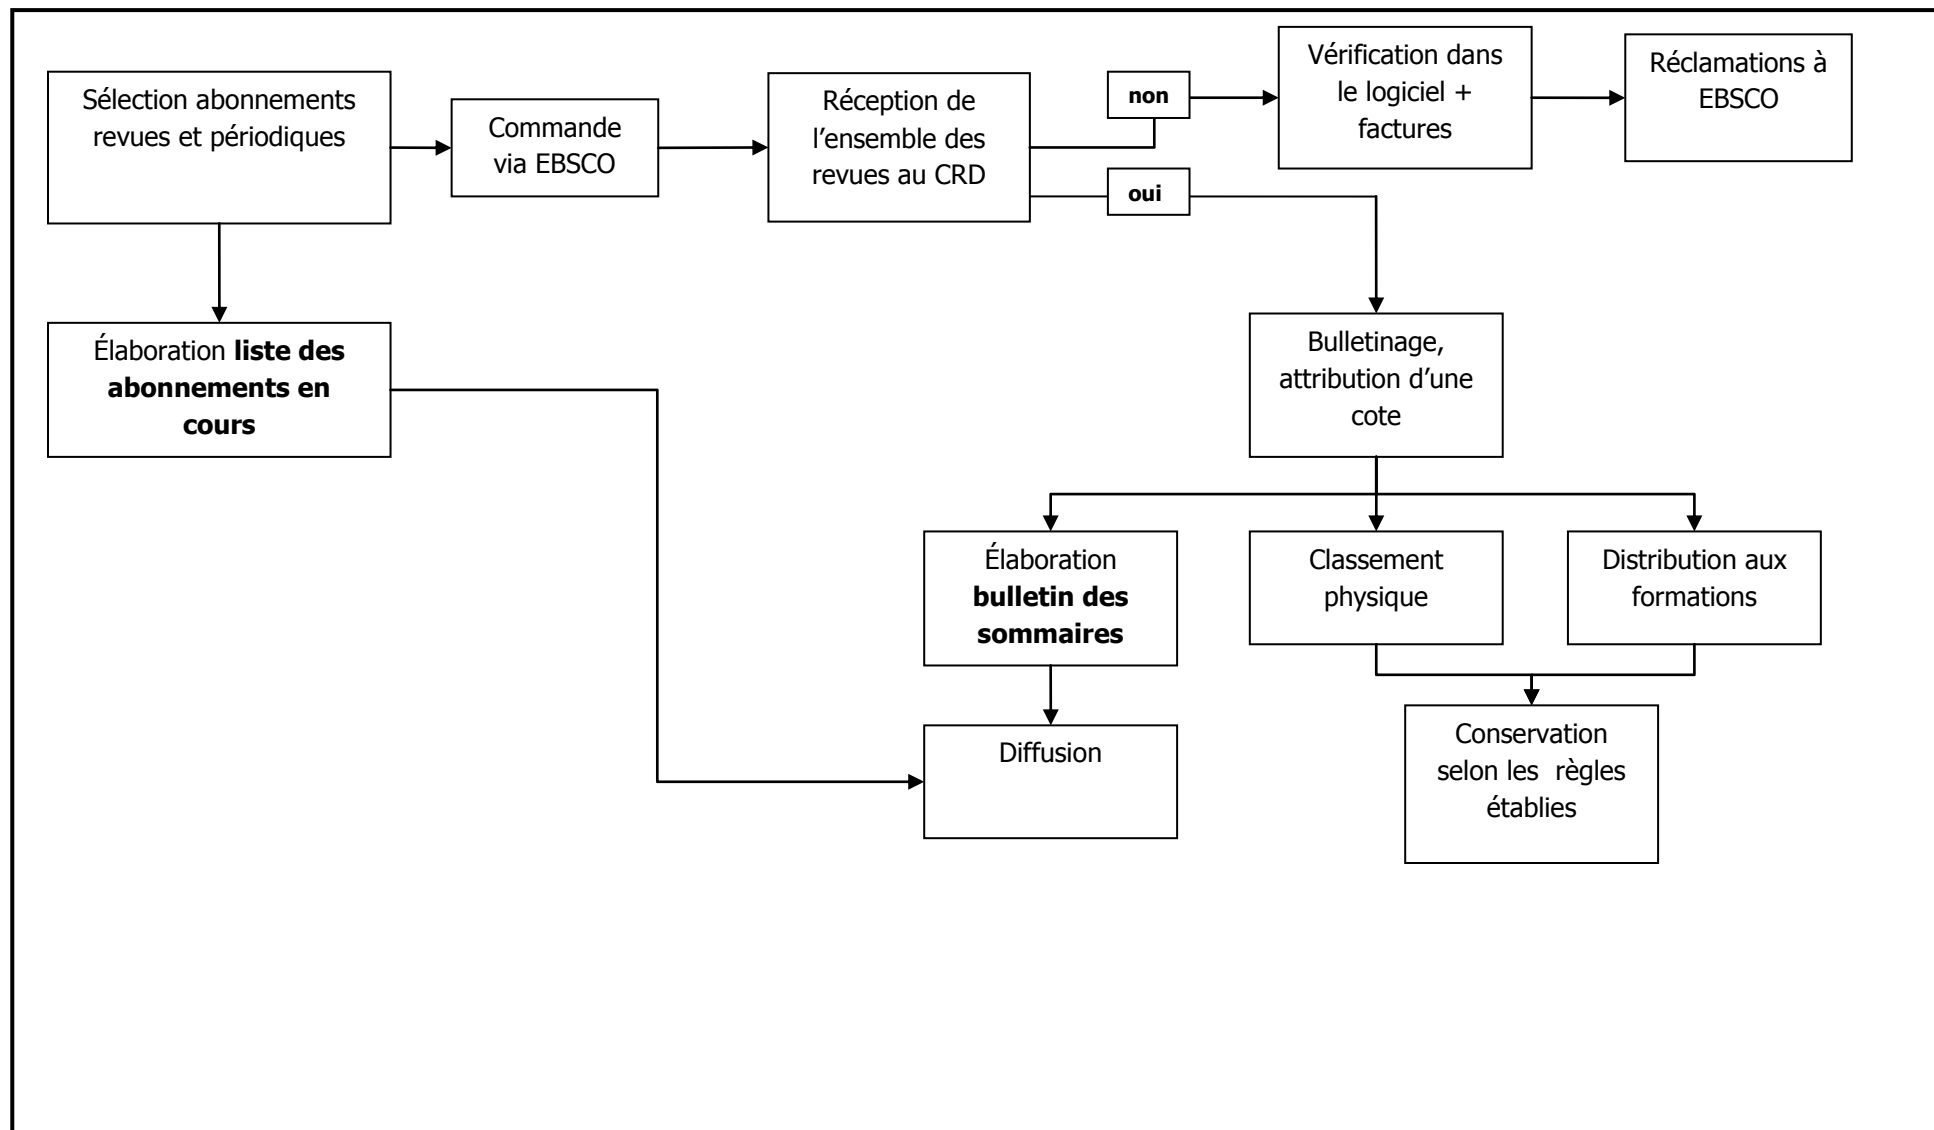 Sélection abonnements
revues et périodiques
Commande
via EBSCO
Réception de
l’ensemble des
revues au CRD
non
oui
Vérification dans
le logiciel +
factures
Réclamations à
EBSCO
Élaboration liste des
abonnements en
cours
Bulletinage,
attribution d’une
cote
Élaboration
bulletin des
sommaires
Classement
physique
Distribution aux
formations
Diffusion
Conservation
selon les  règles
établies